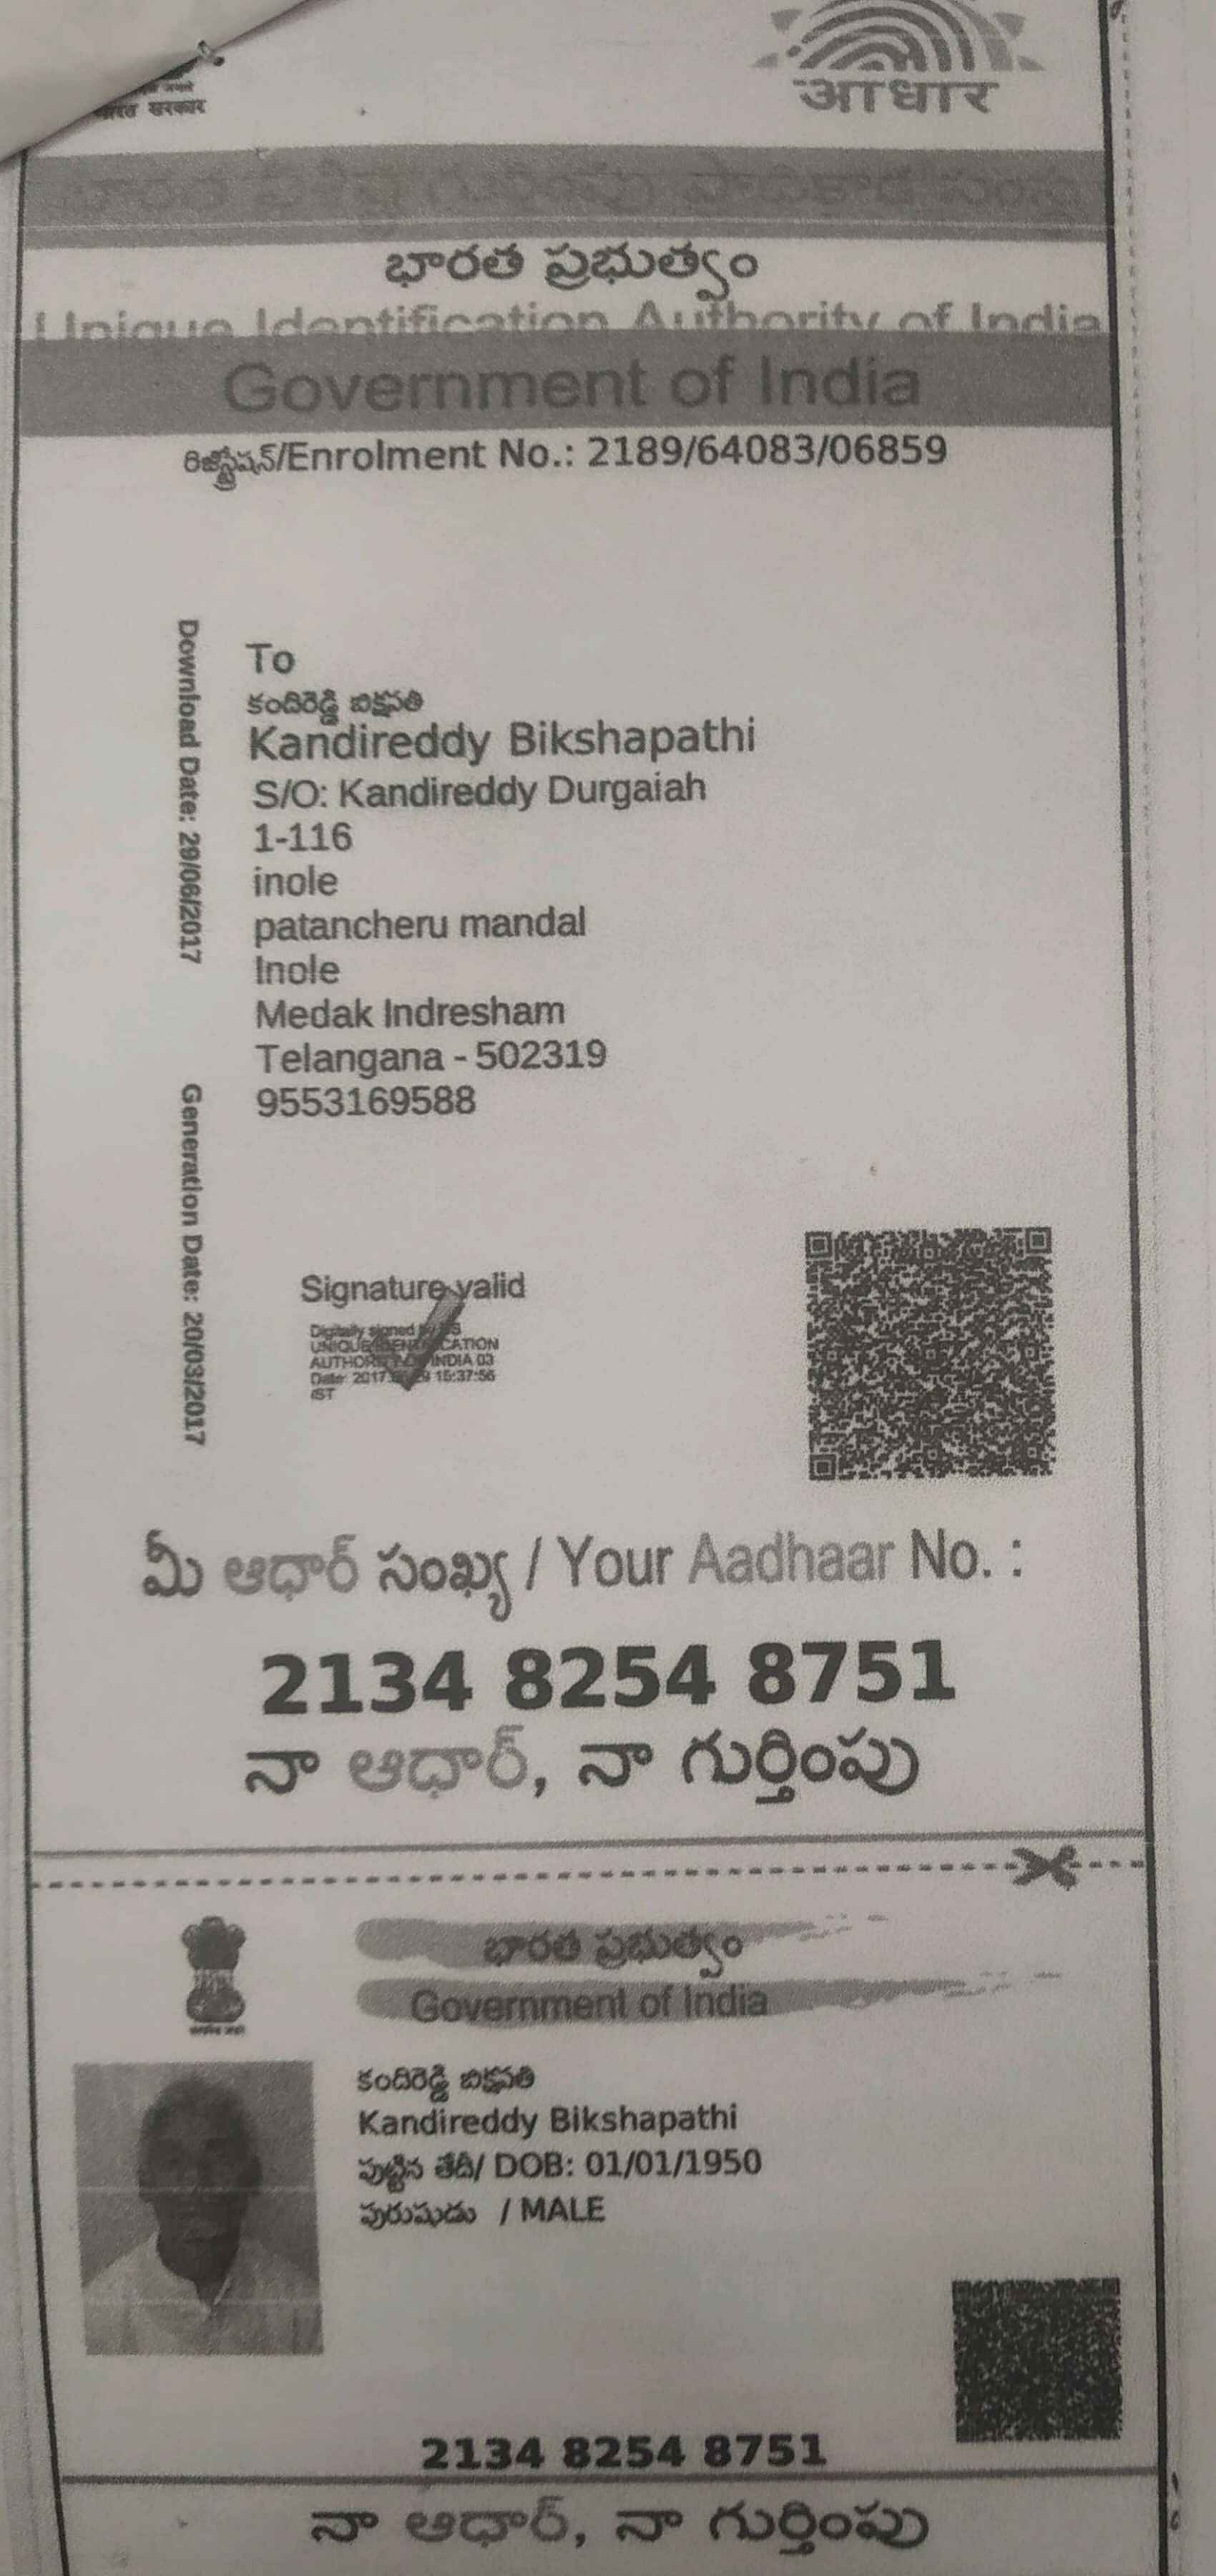 भारत सरकार
आधार
భారత ప్రభుత్వం
Unique Identification Authority of India
Government of India
రిజిస్ట్రేషన్/Enrolment No.: 2189/64083/06859
Download Date: 29/06/2017
Generation Date: 20/03/2017
To
కందిరెడ్డి బిక్షపతి
Kandireddy Bikshapathi
S/O: Kandireddy Durgaiah
1-116
inole
patancheru mandal
Inole
Medak Indresham
Telangana - 502319
9553169588
Signature valid
Digitally signed by DS
UNIQUE IDENTIFICATION
AUTHORITY OF INDIA 03
Date: 2017 15:37:56
IST
మీ ఆధార్ సంఖ్య / Your Aadhaar No. :
2134 8254 8751
నా ఆధార్, నా గుర్తింపు
భారత ప్రభుత్వం
Government of India
కందిరెడ్డి బిక్షపతి
Kandireddy Bikshapathi
పుట్టిన తేదీ/ DOB: 01/01/1950
పురుషుడు / MALE
2134 8254 8751
నా ఆధార్, నా గుర్తింపు